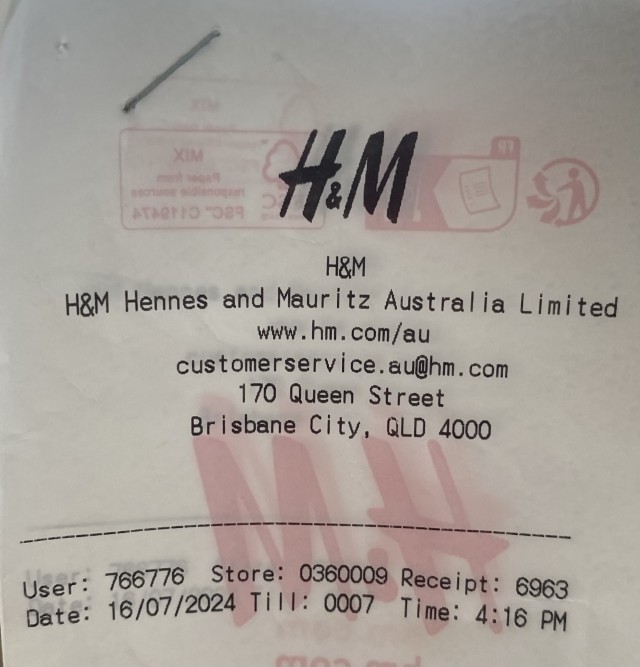 H&M
H&M
H&M Hennes and Mauritz Australia Limited
www.hm.com/au
customerservice.au@hm.com
170 Queen Street
Brisbane City, QLD 4000
User: 766776 Store: 0360009 Receipt: 6963
Date: 16/07/2024 Till: 0007 Time: 4:16 PM